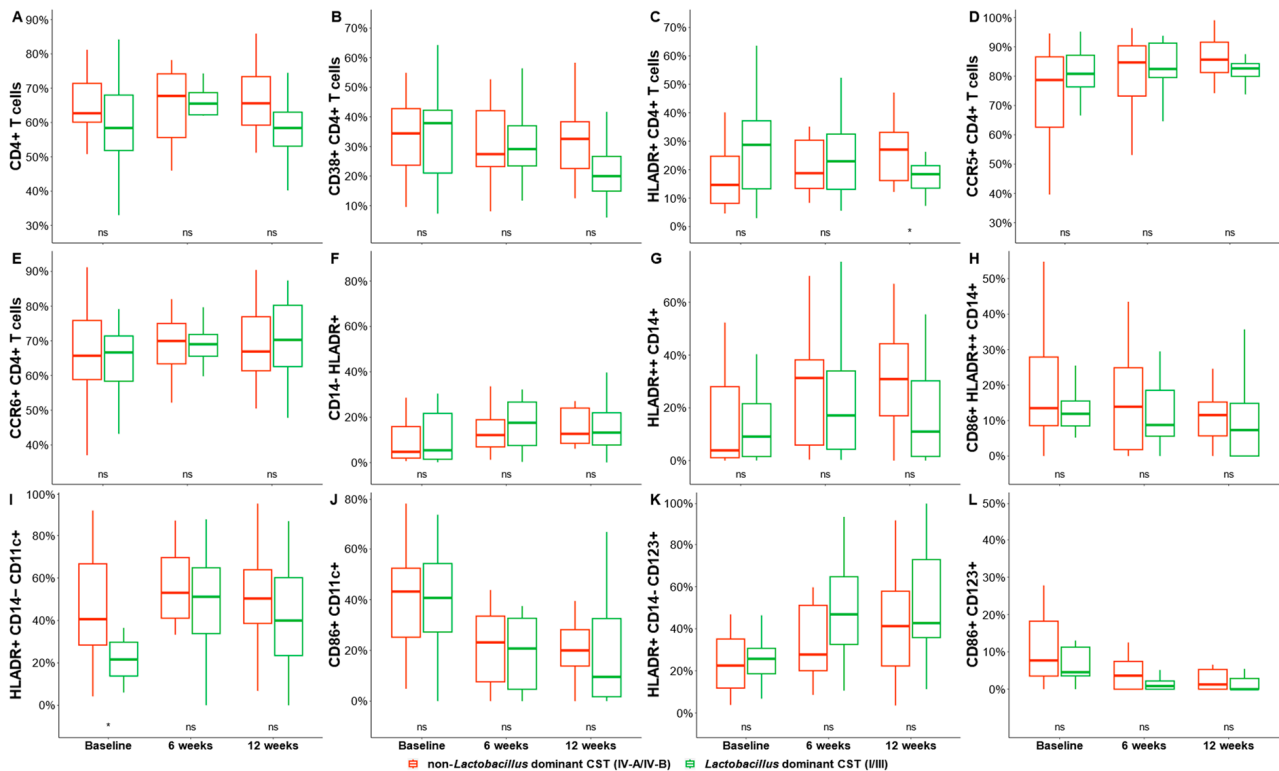 A
CD4+ T cells
90%
80%
70%
60%
50%
40%
30%
ns
ns
ns
B
CD38+ CD4+ T cells
70%
60%
50%
40%
30%
20%
10%
ns
ns
ns
C
HLADR+ CD4+ T cells
70%
60%
50%
40%
30%
20%
10%
0%
ns
ns
*
D
CCR5+ CD4+ T cells
100%
90%
80%
70%
60%
50%
40%
30%
ns
ns
ns
E
CCR6+ CD4+ T cells
90%
80%
70%
60%
50%
40%
ns
ns
ns
F
CD14- HLADR+
80%
60%
40%
20%
0%
ns
ns
ns
G
HLADR++ CD14+
60%
40%
20%
0%
ns
ns
ns
H
CD86+ HLADR++ CD14+
50%
40%
30%
20%
10%
0%
ns
ns
ns
I
HLADR+ CD14− CD11c+
100%
80%
60%
40%
20%
0%
*
ns
ns
Baseline
6 weeks
12 weeks
J
CD86+ CD11c+
80%
60%
40%
20%
0%
ns
ns
ns
Baseline
6 weeks
12 weeks
K
HLADR+ CD14- CD123+
100%
90%
80%
70%
60%
50%
40%
30%
20%
10%
0%
ns
ns
ns
Baseline
6 weeks
12 weeks
L
CD86+ CD123+
50%
40%
30%
20%
10%
0%
ns
ns
ns
Baseline
6 weeks
12 weeks
non-Lactobacillus dominant CST (IV-A/IV-B)
Lactobacillus dominant CST (I/III)